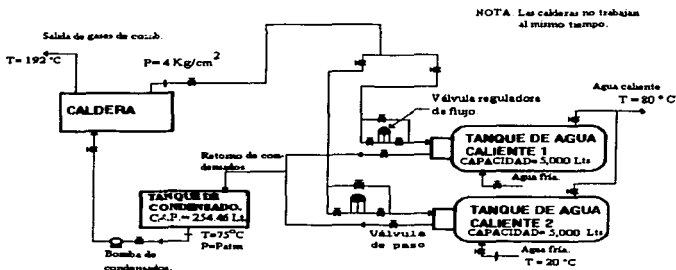 NOTA. Las calderas no trabajan
al mismo tiempo.
Salida de gases de comb.
T= 192 °C
P= 4 Kg/cm2
CALDERA
Válvula reguladora
de flujo.
Agua caliente
T = 80 ° C
TANQUE DE AGUA
CALIENTE 1
CAPACIDAD= 5,000 Lts
Agua fría.
Retorno de con-
densados.
TANQUE DE
CONDENSADO.
CAP.= 254.46 Lt.
T=75°C
P=Patm
Bomba de
condensados.
Válvula
de paso
TANQUE DE AGUA
CALIENTE 2
CAPACIDAD= 5,000 Lts
Agua fría.
T = 20 ° C